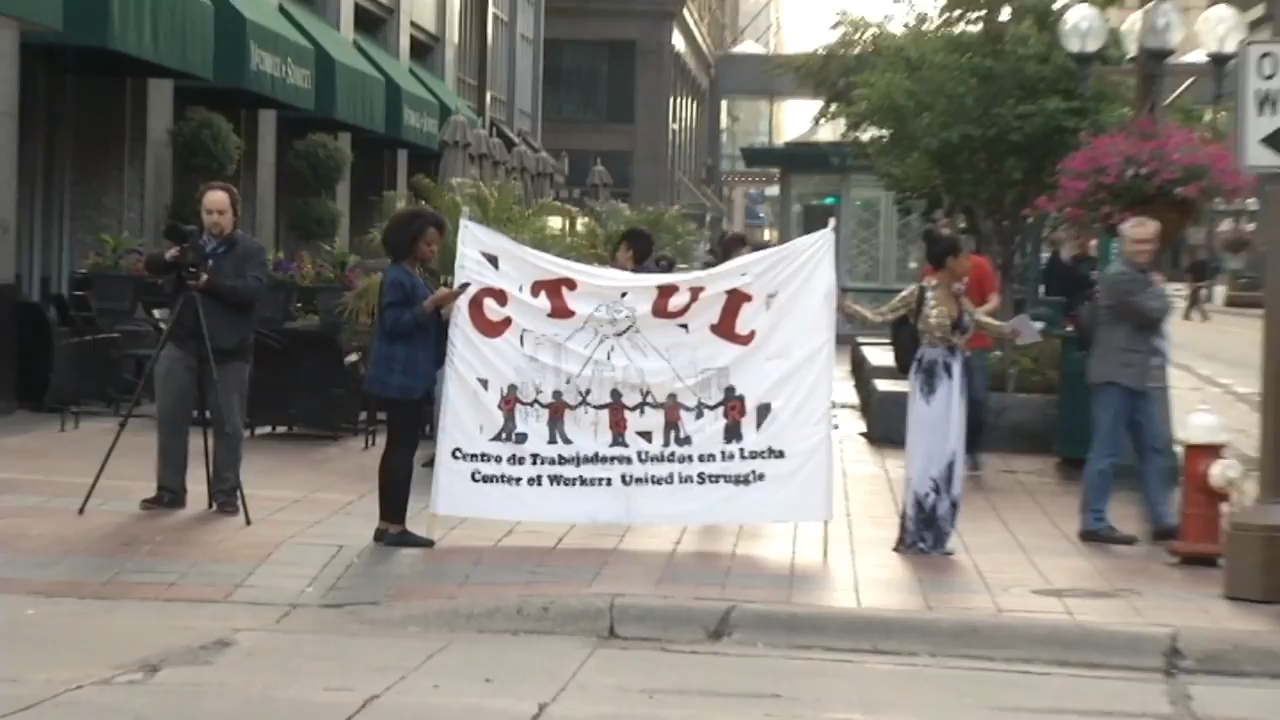 CTUL
Centro de Trabajadores Unidos en la Lucha
Center of Workers United in Struggle